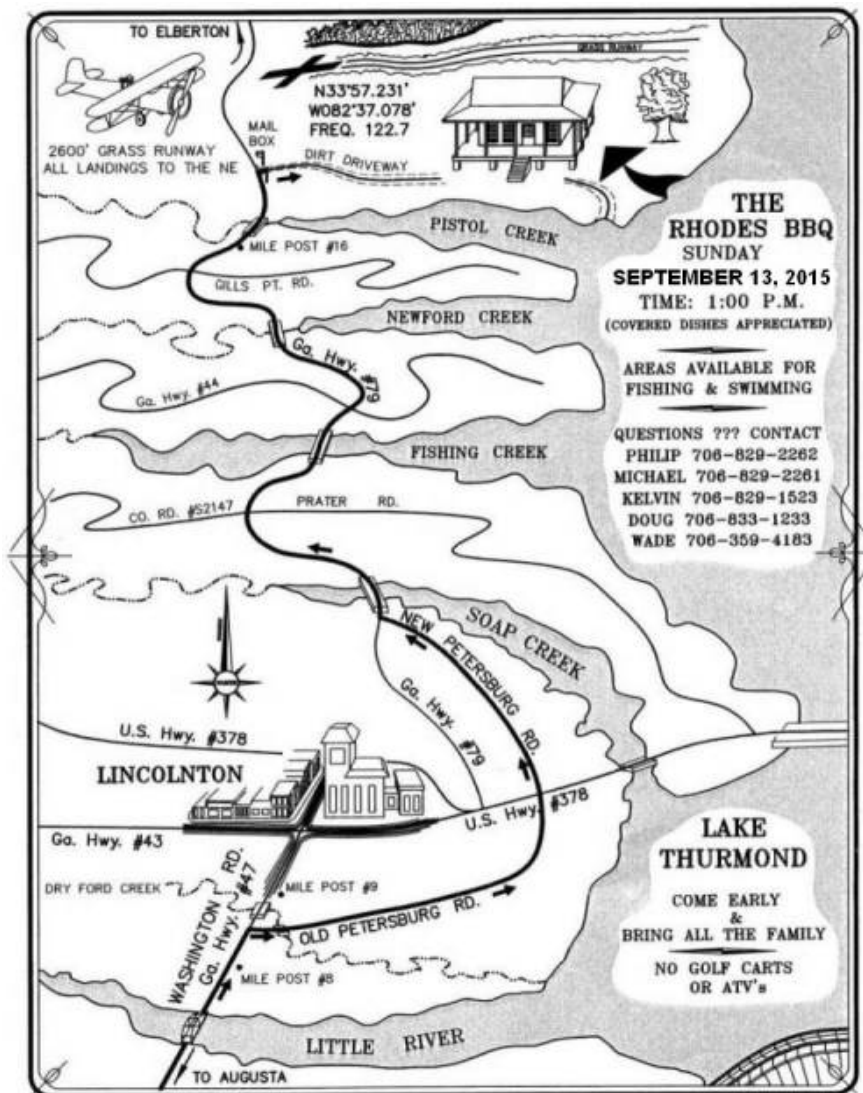 TO ELBERTON
GRASS RUNWAY
N33°57.231'
W082°37.078'
FREQ. 122.7
2600' GRASS RUNWAY
ALL LANDINGS TO THE NE
MAIL
BOX
DIRT DRIVEWAY
PISTOL CREEK
MILE POST #16
GILLS PT. RD.
NEWFORD CREEK
Ga. Hwy. #79
Ga. Hwy. #44
FISHING CREEK
CO. RD. #S2147
PRATER RD.
THE
RHODES BBQ
SUNDAY
SEPTEMBER 13, 2015
TIME: 1:00 P.M.
(COVERED DISHES APPRECIATED)
AREAS AVAILABLE FOR
FISHING & SWIMMING
QUESTIONS ??? CONTACT
PHILIP 706-829-2262
MICHAEL 706-829-2261
KELVIN 706-829-1523
DOUG 706-833-1233
WADE 706-359-4183
SOAP CREEK
NEW PETERSBURG RD.
Ga. Hwy. #79
U.S. Hwy. #378
LINCOLNTON
U.S. Hwy. #378
Ga. Hwy. #43
WASHINGTON RD.
Ga. Hwy. #47
DRY FORD CREEK
MILE POST #9
OLD PETERSBURG RD.
MILE POST #8
LITTLE RIVER
TO AUGUSTA
LAKE
THURMOND
COME EARLY
&
BRING ALL THE FAMILY
NO GOLF CARTS
OR ATV's